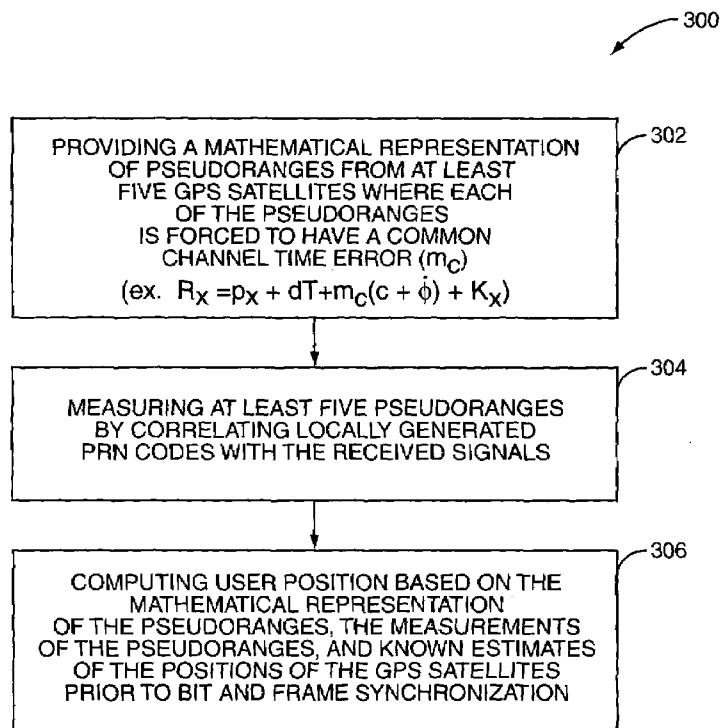 300
302
PROVIDING A MATHEMATICAL REPRESENTATION
OF PSEUDORANGES FROM AT LEAST
FIVE GPS SATELLITES WHERE EACH
OF THE PSEUDORANGES
IS FORCED TO HAVE A COMMON
CHANNEL TIME ERROR (mC)
(ex. RX =pX + dT+mC(c + φ̇) + KX)
304
MEASURING AT LEAST FIVE PSEUDORANGES
BY CORRELATING LOCALLY GENERATED
PRN CODES WITH THE RECEIVED SIGNALS
306
COMPUTING USER POSITION BASED ON THE
MATHEMATICAL REPRESENTATION
OF THE PSEUDORANGES, THE MEASUREMENTS
OF THE PSEUDORANGES, AND KNOWN ESTIMATES
OF THE POSITIONS OF THE GPS SATELLITES
PRIOR TO BIT AND FRAME SYNCHRONIZATION